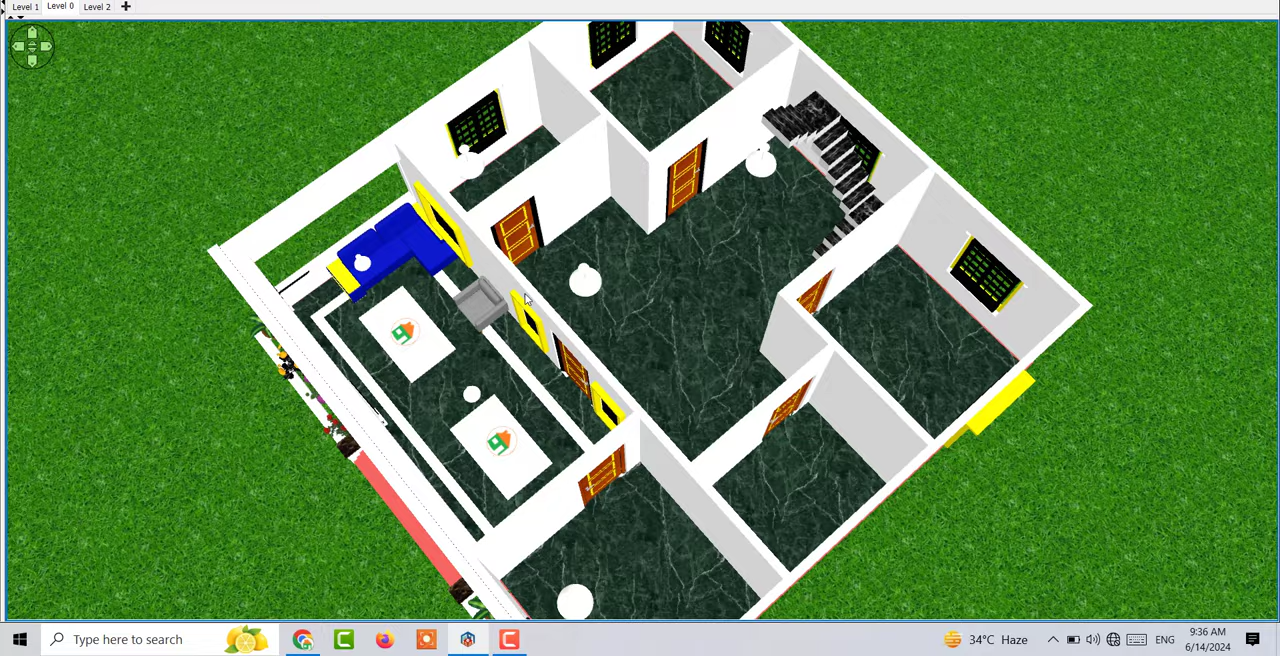 Level 1 Level 0 Level 2
Type here to search
34°C Haze
ENG
9:36 AM
6/14/2024